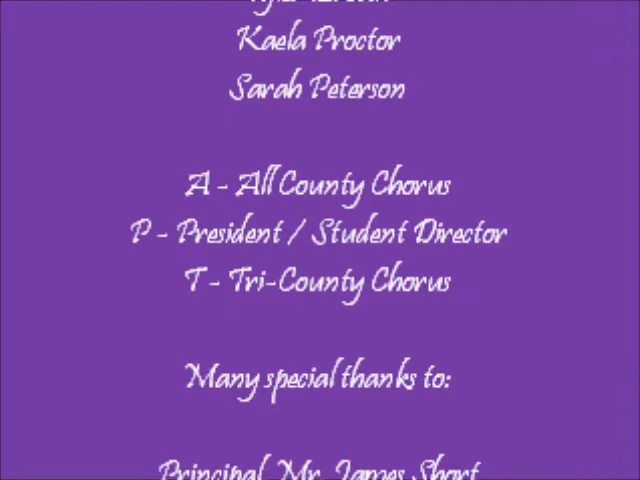 Kaela Proctor
Sarah Peterson
A - All County Chorus
P - President / Student Director
T - Tri-County Chorus
Many special thanks to:
Principal, Mr. James Short